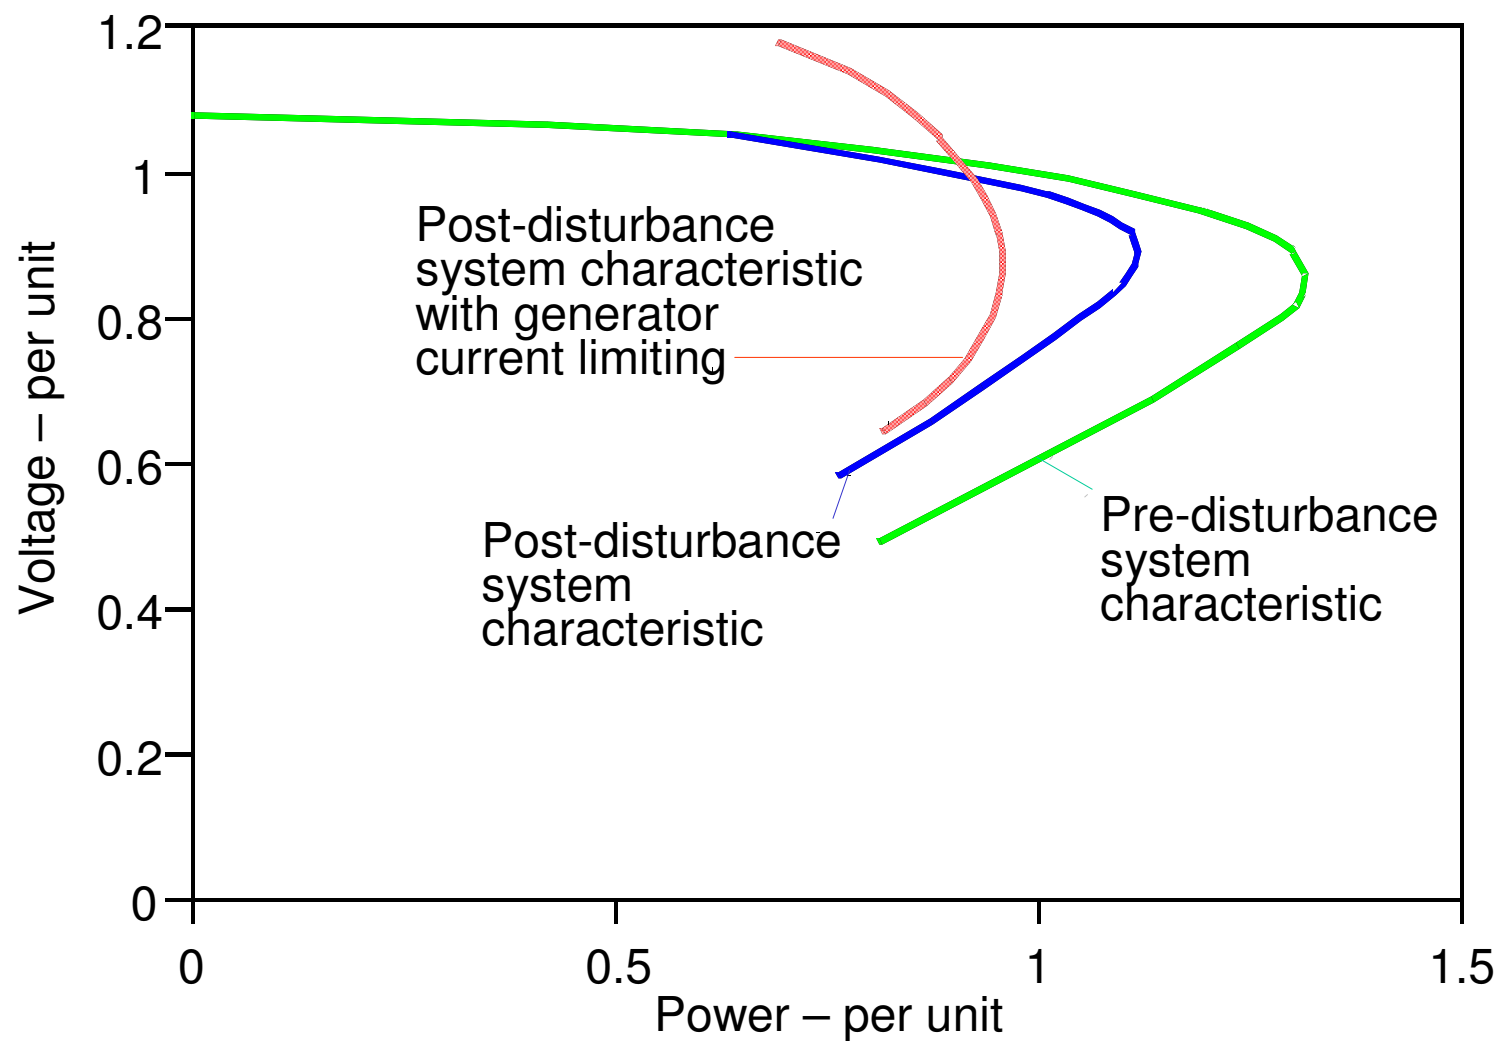 1.2
1
0.8
0.6
0.4
0.2
0
Voltage – per unit
Post-disturbance
system characteristic
with generator
current limiting
Post-disturbance
system
characteristic
Pre-disturbance
system
characteristic
0
0.5
1
1.5
Power – per unit